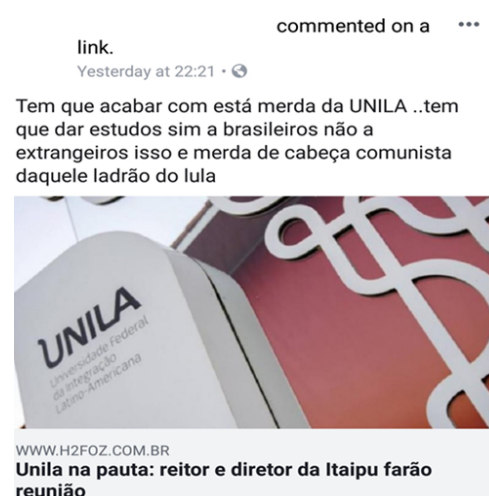 commented on a
link.
Yesterday at 22:21
Tem que acabar com está merda da UNILA ..tem
que dar estudos sim a brasileiros não a
extrangeiros isso e merda de cabeça comunista
daquele ladrão do lula
UNILA
Universidade Federal
da Integração
Latino-Americana
WWW.H2FOZ.COM.BR
Unila na pauta: reitor e diretor da Itaipu farão
reunião